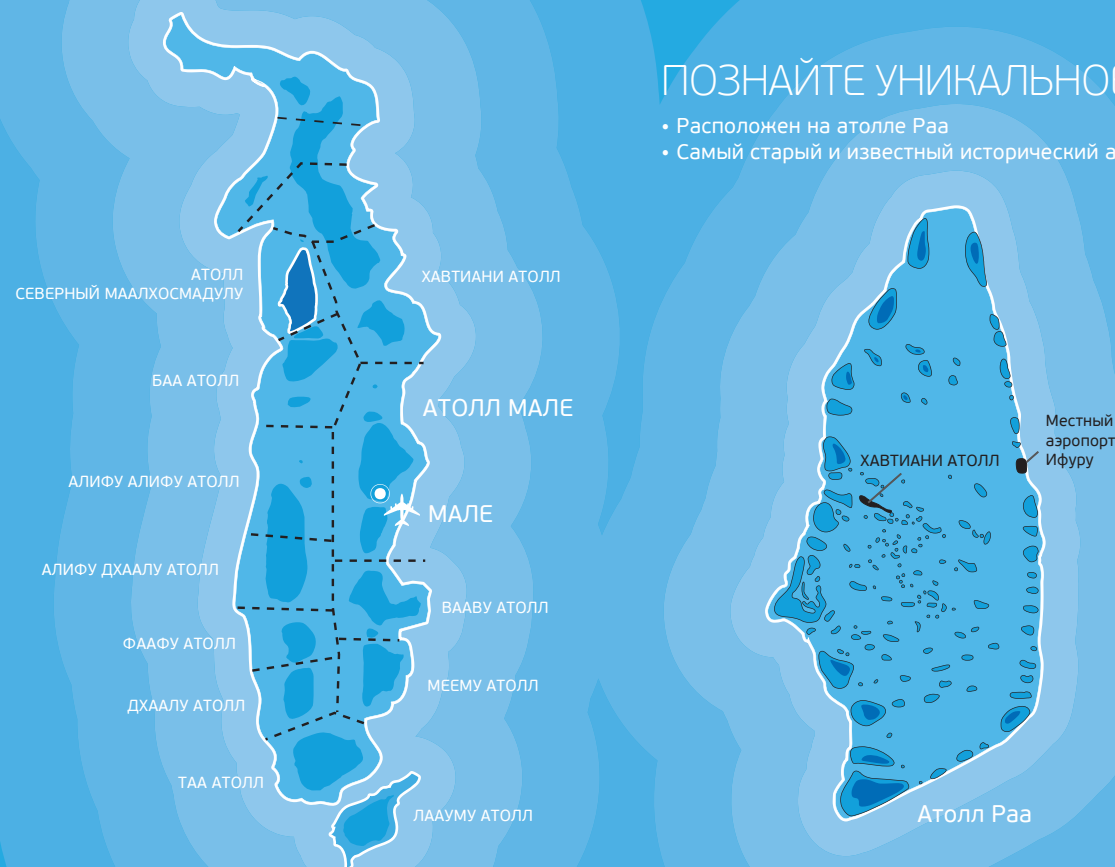 АТОЛЛ
СЕВЕРНЫЙ МААЛХОСМАДУЛУ
ХАВТИАНИ АТОЛЛ
БАА АТОЛЛ
АТОЛЛ МАЛЕ
АЛИФУ АЛИФУ АТОЛЛ
МАЛЕ
АЛИФУ ДХААЛУ АТОЛЛ
ВААВУ АТОЛЛ
ФААФУ АТОЛЛ
МЕЕМУ АТОЛЛ
ДХААЛУ АТОЛЛ
ТАА АТОЛЛ
ЛААУМУ АТОЛЛ
ПОЗНАЙТЕ
• Расположен на атолле Раа
• Самый старый и известный исторический
Местный
аэропорт
Ифуру
ХАВТИАНИ АТОЛЛ
Атолл Раа